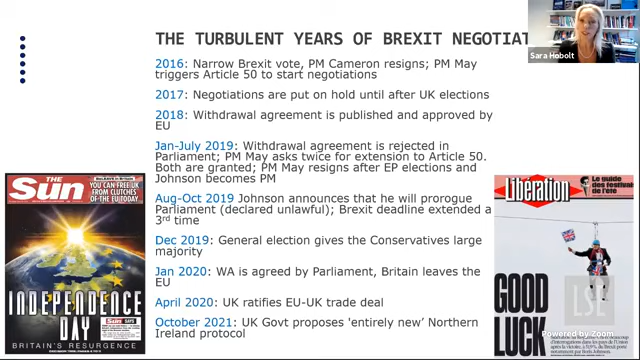 THE TURBULENT YEARS OF BREXIT NEGOTIAT
Sara Hobolt
2016: Narrow Brexit vote, PM Cameron resigns; PM May
triggers Article 50 to start negotiations
2017: Negotiations are put on hold until after UK elections
2018: Withdrawal agreement is published and approved by
EU
Jan-July 2019: Withdrawal agreement is rejected in
Parliament; PM May asks twice for extension to Article 50.
Both are granted; PM May resigns after EP elections and
Johnson becomes PM
Aug-Oct 2019 Johnson announces that he will prorogue
Parliament (declared unlawful); Brexit deadline extended a
3rd time
Dec 2019: General election gives the Conservatives large
majority
Jan 2020: WA is agreed by Parliament, Britain leaves the
EU
April 2020: UK ratifies EU-UK trade deal
October 2021: UK Govt proposes 'entirely new’ Northern
Ireland protocol
THE
Sun
YOU CAN FREE UK
FROM CLUTCHES
OF THE EU TODAY
INDEPENDENCE
DAY
BRITAIN'S RESURGENCE
Libération
Le guide
des festivals
de l'été
GOOD
LUCK
LSE
Powered by Zoom